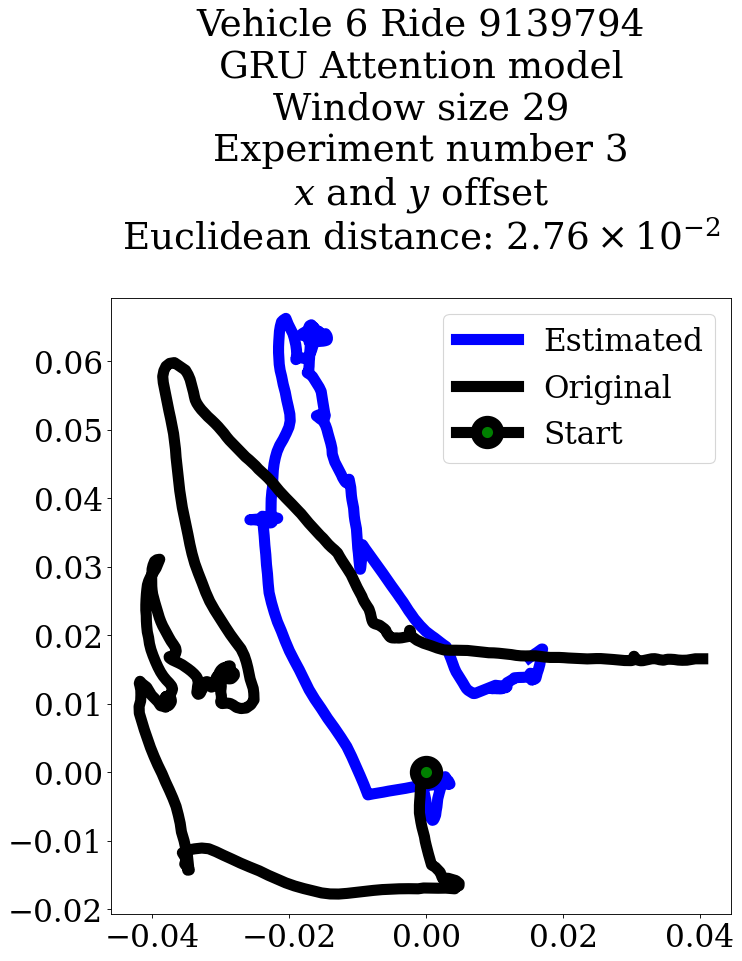 Vehicle 6 Ride 9139794
GRU Attention model
Window size 29
Experiment number 3
x and y offset
Euclidean distance: 2.76 × 10⁻²
Estimated
Original
Start
0.06
0.05
0.04
0.03
0.02
0.01
0.00
−0.01
−0.02
−0.04 −0.02 0.00 0.02 0.04